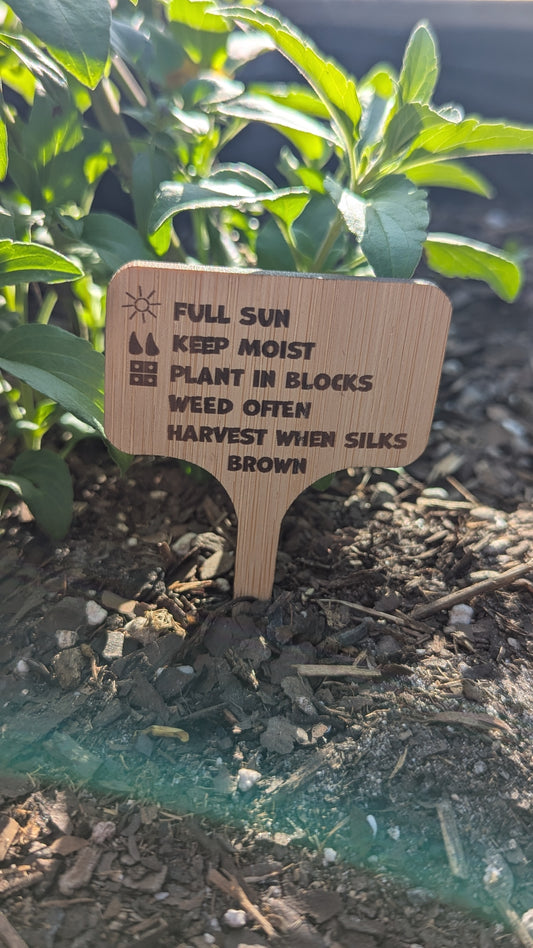 FULL SUN
KEEP MOIST
PLANT IN BLOCKS
WEED OFTEN
HARVEST WHEN SILKS
BROWN